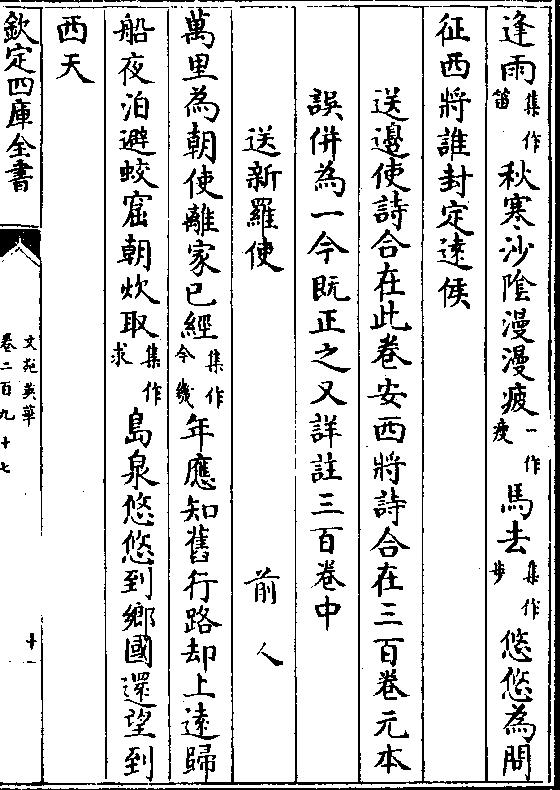 逢雨集作笛秋寒沙隂漫漫疲一作痩馬去集作步悠悠為問
征西將誰封定逺侯
送邊使詩合在此卷安西將詩合在三百卷元本
誤併為一今既正之又詳註三百卷中
送新羅使 前人
萬里為朝使離家已經集作今幾年應知舊行路却上逺歸
船夜泊避蛟窟朝炊取集作求島泉悠悠到鄉國還望到
西天
欽定四庫全書
文苑英華
卷二百九十七
十一